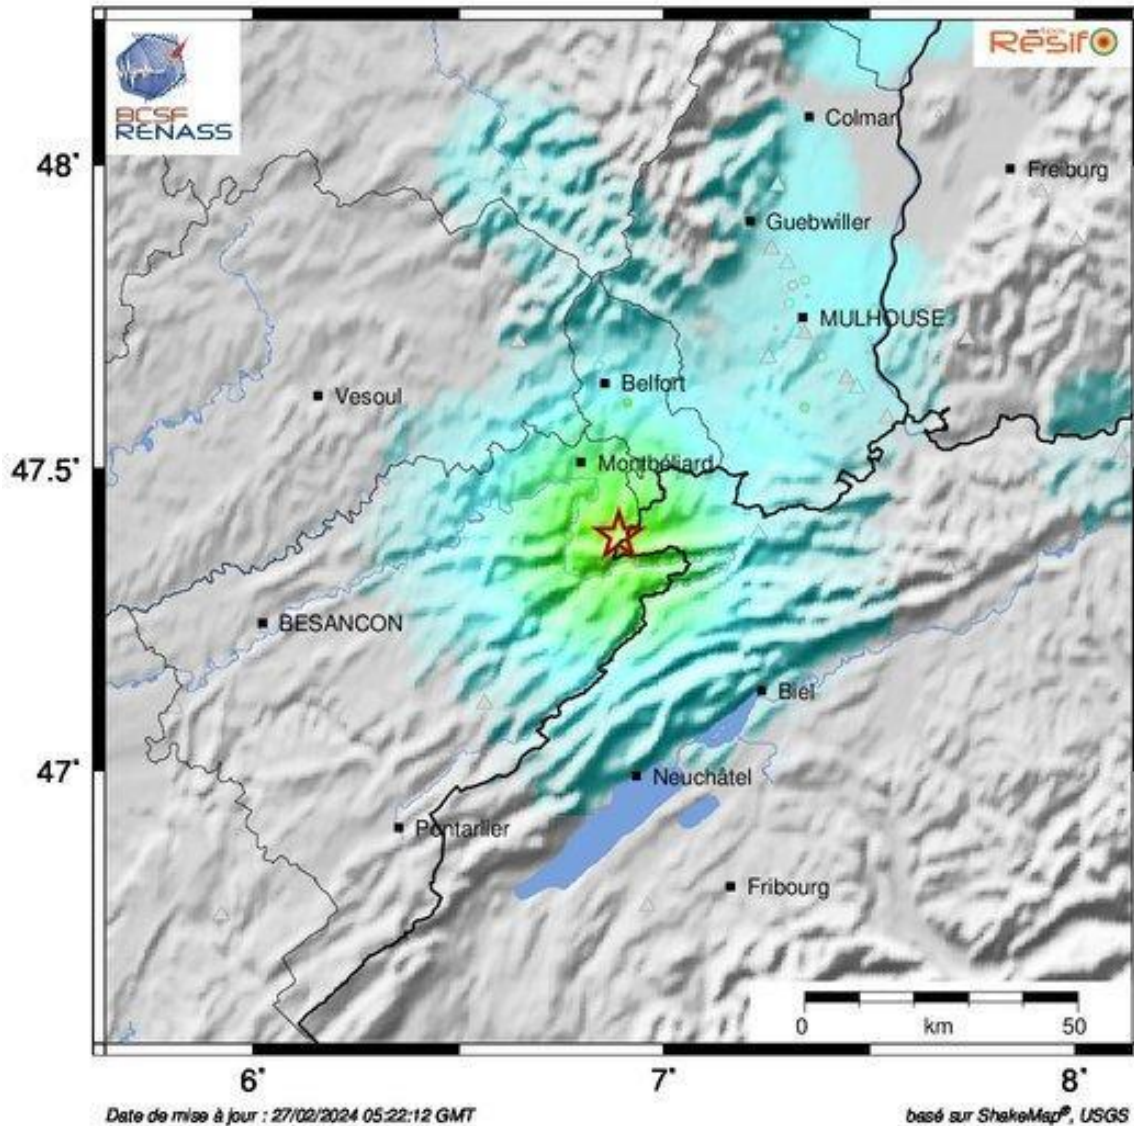 BCSF
RENASS
Résif
Colmar
48°
Freiburg
Guebwiller
MULHOUSE
Belfort
Vesoul
47.5°
Montbéliard
BESANCON
Biel
47°
Neuchâtel
Pontarlier
Fribourg
0 km 50
6° 7° 8°
Date de mise à jour : 27/02/2024 05:22:12 GMT
basé sur ShakeMap®, USGS